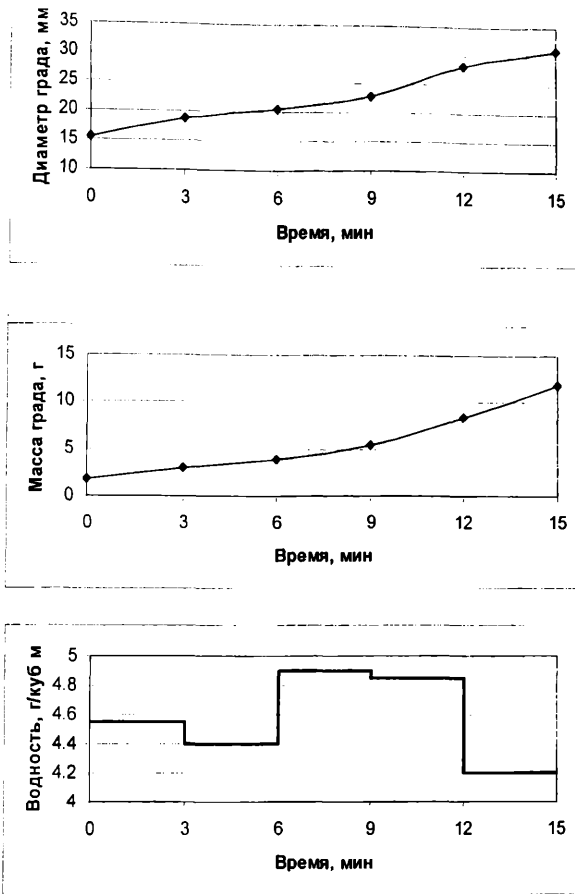 Диаметр града, мм
35
30
25
20
15
10
0 3 6 9 12 15
Время, мин
Масса града, г
15
10
5
0
0 3 6 9 12 15
Время, мин
Водность, г/куб м
5
4.8
4.6
4.4
4.2
4
0 3 6 9 12 15
Время, мин